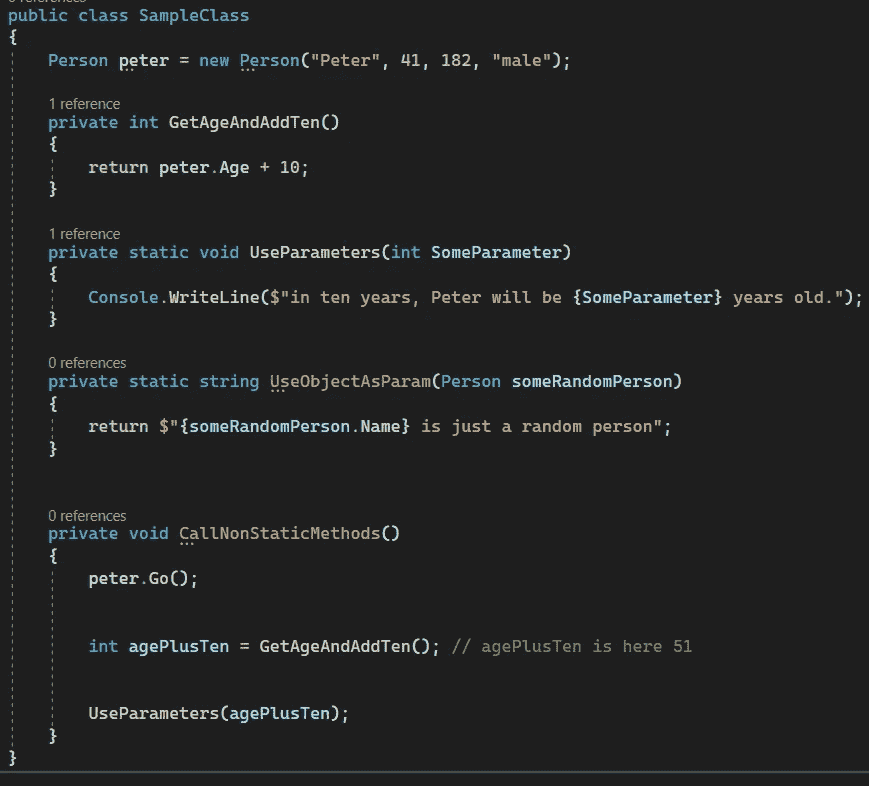 0 references
public class SampleClass
{
Person peter = new Person("Peter", 41, 182, "male");
1 reference
private int GetAgeAndAddTen()
{
return peter.Age + 10;
}
1 reference
private static void UseParameters(int SomeParameter)
{
Console.WriteLine($"in ten years, Peter will be {SomeParameter} years old.");
}
0 references
private static string UseObjectAsParam(Person someRandomPerson)
{
return $"{someRandomPerson.Name} is just a random person";
}
0 references
private void CallNonStaticMethods()
{
peter.Go();
int agePlusTen = GetAgeAndAddTen(); // agePlusTen is here 51
UseParameters(agePlusTen);
}
}